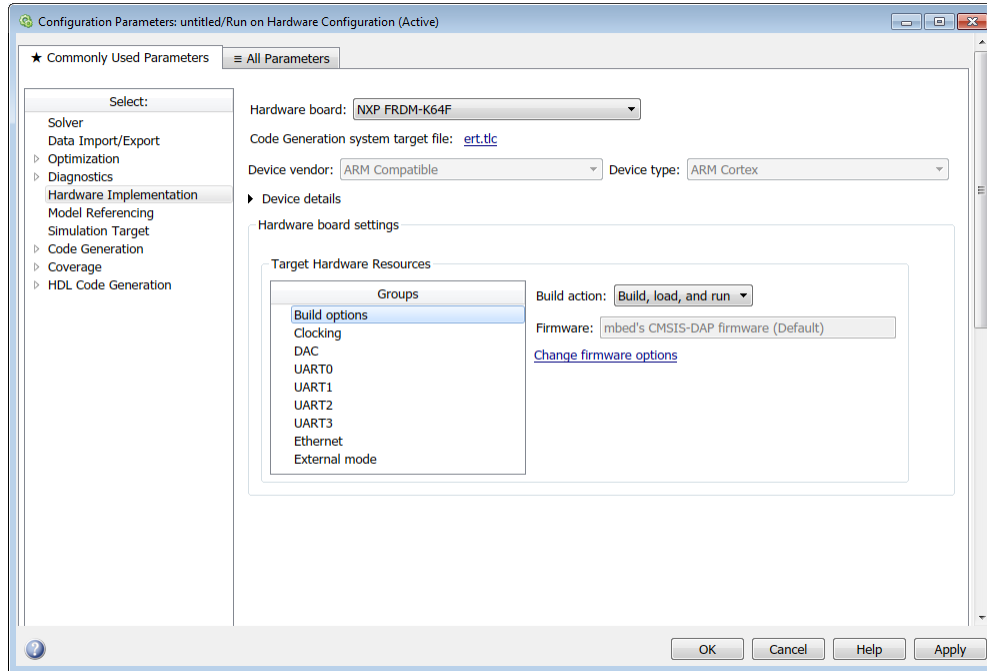 Configuration Parameters: untitled/Run on Hardware Configuration (Active)
★ Commonly Used Parameters
≡ All Parameters
Select:
Solver
Data Import/Export
Optimization
Diagnostics
Hardware Implementation
Model Referencing
Simulation Target
Code Generation
Coverage
HDL Code Generation
Hardware board: NXP FRDM-K64F
Code Generation system target file: ert.tlc
Device vendor: ARM Compatible Device type: ARM Cortex
Device details
Hardware board settings
Target Hardware Resources
Groups
Build options
Clocking
DAC
UART0
UART1
UART2
UART3
Ethernet
External mode
Build action: Build, load, and run
Firmware: mbed's CMSIS-DAP firmware (Default)
Change firmware options
OK Cancel Help Apply